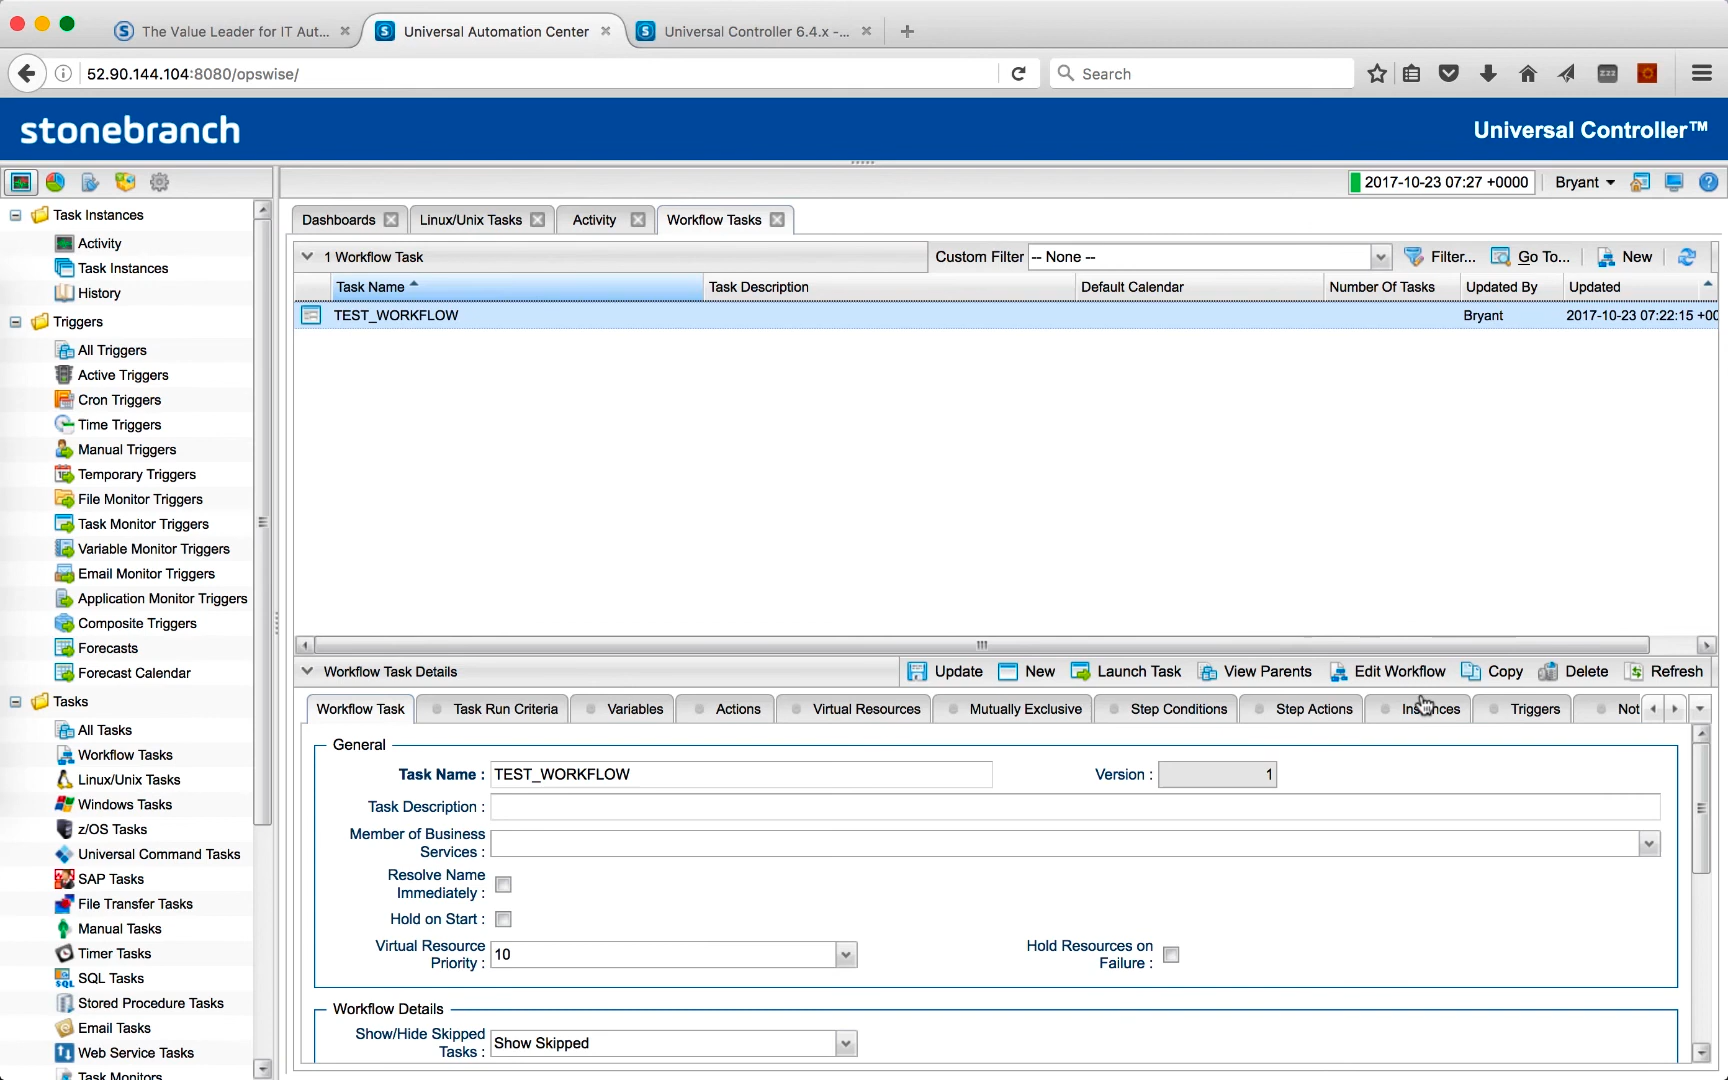 The Value Leader for IT Aut...
Universal Automation Center
Universal Controller 6.4.x -...
52.90.144.104:8080/opswise/
Search
stonebranch
Universal Controller™
2017-10-23 07:27 +0000
Bryant
Task Instances
Activity
Task Instances
History
Triggers
All Triggers
Active Triggers
Cron Triggers
Time Triggers
Manual Triggers
Temporary Triggers
File Monitor Triggers
Task Monitor Triggers
Variable Monitor Triggers
Email Monitor Triggers
Application Monitor Triggers
Composite Triggers
Forecasts
Forecast Calendar
Tasks
All Tasks
Workflow Tasks
Linux/Unix Tasks
Windows Tasks
z/OS Tasks
Universal Command Tasks
SAP Tasks
File Transfer Tasks
Manual Tasks
Timer Tasks
SQL Tasks
Stored Procedure Tasks
Email Tasks
Web Service Tasks
Task Monitors
Dashboards
Linux/Unix Tasks
Activity
Workflow Tasks
1 Workflow Task
Custom Filter
-- None --
Filter...
Go To...
New
Task Name
Task Description
Default Calendar
Number Of Tasks
Updated By
Updated
TEST_WORKFLOW
Bryant
2017-10-23 07:22:15 +00
Workflow Task Details
Update
New
Launch Task
View Parents
Edit Workflow
Copy
Delete
Refresh
Workflow Task
Task Run Criteria
Variables
Actions
Virtual Resources
Mutually Exclusive
Step Conditions
Step Actions
Instances
Triggers
Not
General
Task Name :
TEST_WORKFLOW
Version :
1
Task Description :
Member of Business
Services :
Resolve Name
Immediately :
Hold on Start :
Virtual Resource
Priority :
10
Hold Resources on
Failure :
Workflow Details
Show/Hide Skipped
Tasks :
Show Skipped